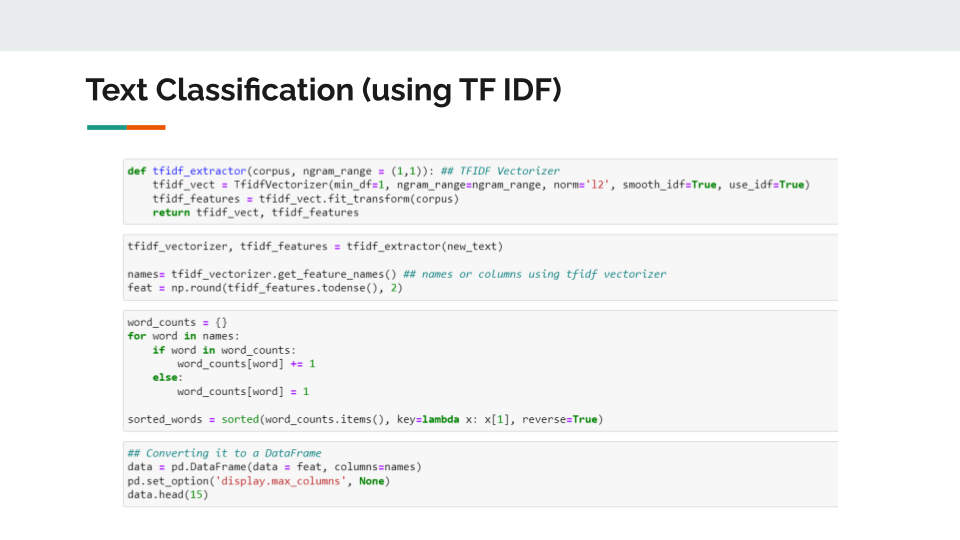 Text Classification (using TF IDF)
def tfidf_extractor(corpus, ngram_range = (1,1)): ## TFIDF Vectorizer
    tfidf_vect = TfidfVectorizer(min_df=1, ngram_range=ngram_range, norm='l2', smooth_idf=True, use_idf=True)
    tfidf_features = tfidf_vect.fit_transform(corpus)
    return tfidf_vect, tfidf_features
tfidf_vectorizer, tfidf_features = tfidf_extractor(new_text)
names= tfidf_vectorizer.get_feature_names() ## names or columns using tfidf vectorizer
feat = np.round(tfidf_features.todense(), 2)
word_counts = {}
for word in names:
    if word in word_counts:
        word_counts[word] += 1
    else:
        word_counts[word] = 1
sorted_words = sorted(word_counts.items(), key=lambda x: x[1], reverse=True)
## Converting it to a DataFrame
data = pd.DataFrame(data = feat, columns=names)
pd.set_option('display.max_columns', None)
data.head(15)